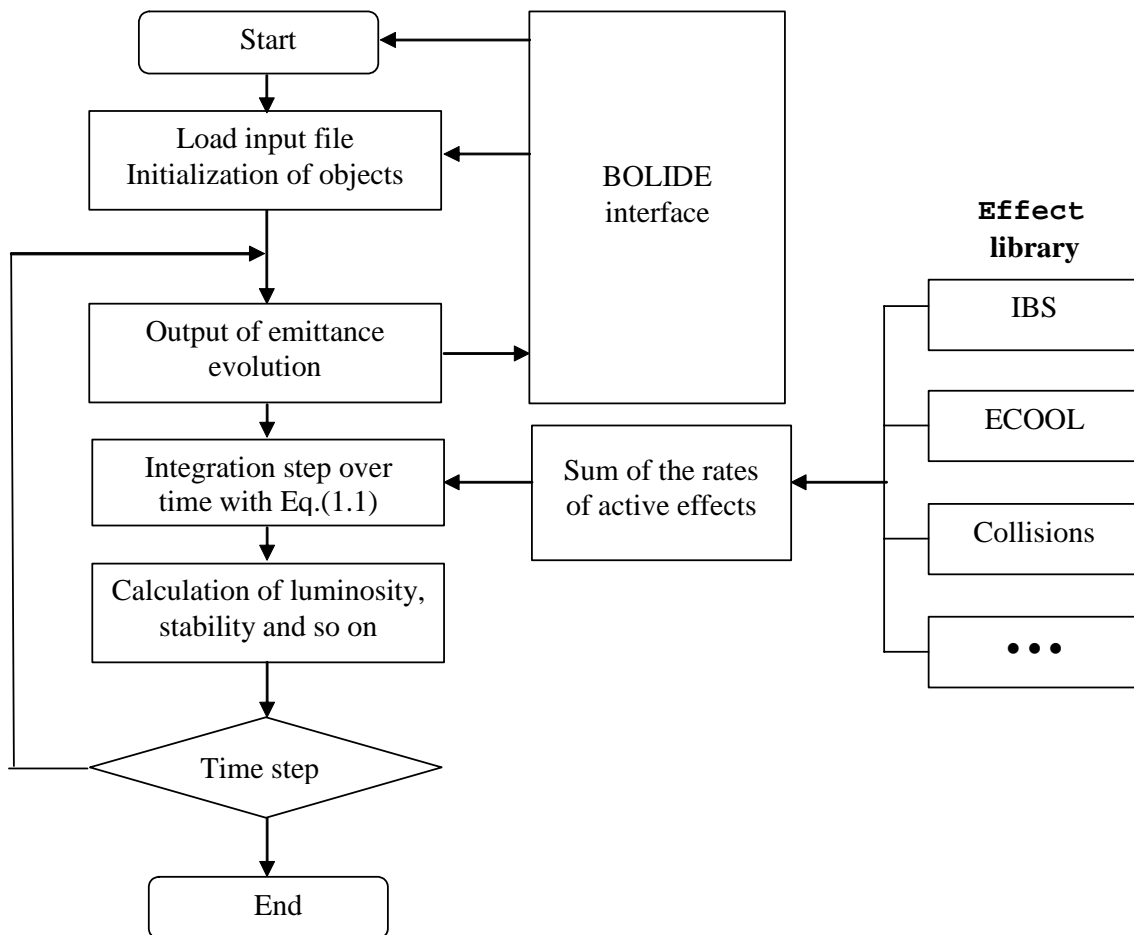 Start
Load input file
Initialization of objects
BOLIDE
interface
Effect
library
IBS
Output of emittance
evolution
ECOOL
Integration step over
time with Eq.(1.1)
Sum of the rates
of active effects
Collisions
Calculation of luminosity,
stability and so on
•••
Time step
End